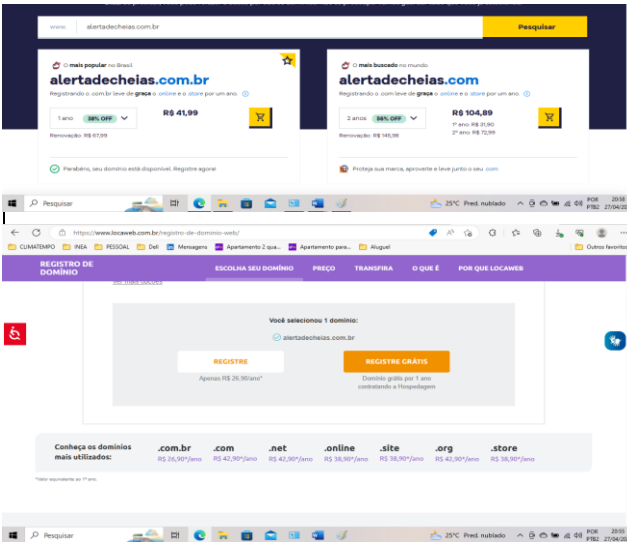 www. alertadecheias.com.br Pesquisar
O mais popular no Brasil
alertadecheias.com.br
Registrando o .com.br leve de graça o .online e o .store por um ano.
1 ano 38% OFF R$ 41,99
Renovação R$ 67,99
Parabéns, seu domínio está disponível. Registre agora!
O mais buscado no mundo
alertadecheias.com
Registrando o .com leve de graça o .online e o .store por um ano.
2 anos 56% OFF R$ 104,89
1º ano R$ 31,90
2º ano R$ 72,99
Renovação R$ 145,98
Proteja sua marca, aproveite e leve junto o seu .com
Pesquisar 25°C Pred. nublado POR 20:58
PTB2 27/04/20
https://www.locaweb.com.br/registro-de-dominio-web/
CLIMATEMPO INEA PESSOAL Dell Mensagens Apartamento 2 qua... Apartamento para... Aluguel Outros favoritos
REGISTRO DE
DOMÍNIO
ESCOLHA SEU DOMÍNIO PREÇO TRANSFIRA O QUE É POR QUE LOCAWEB
Ver mais opções
Você selecionou 1 domínio:
alertadecheias.com.br
REGISTRE REGISTRE GRÁTIS
Apenas R$ 26,90/ano* Domínio grátis por 1 ano
contratando a Hospedagem
Conheça os domínios
mais utilizados:
.com.br .com .net .online .site .org .store
R$ 26,90*/ano R$ 42,90*/ano R$ 42,90*/ano R$ 38,90*/ano R$ 38,90*/ano R$ 42,90*/ano R$ 38,90*/ano
*Valor equivalente ao 1º ano.
Pesquisar 25°C Pred. nublado POR 20:55
PTB2 27/04/20